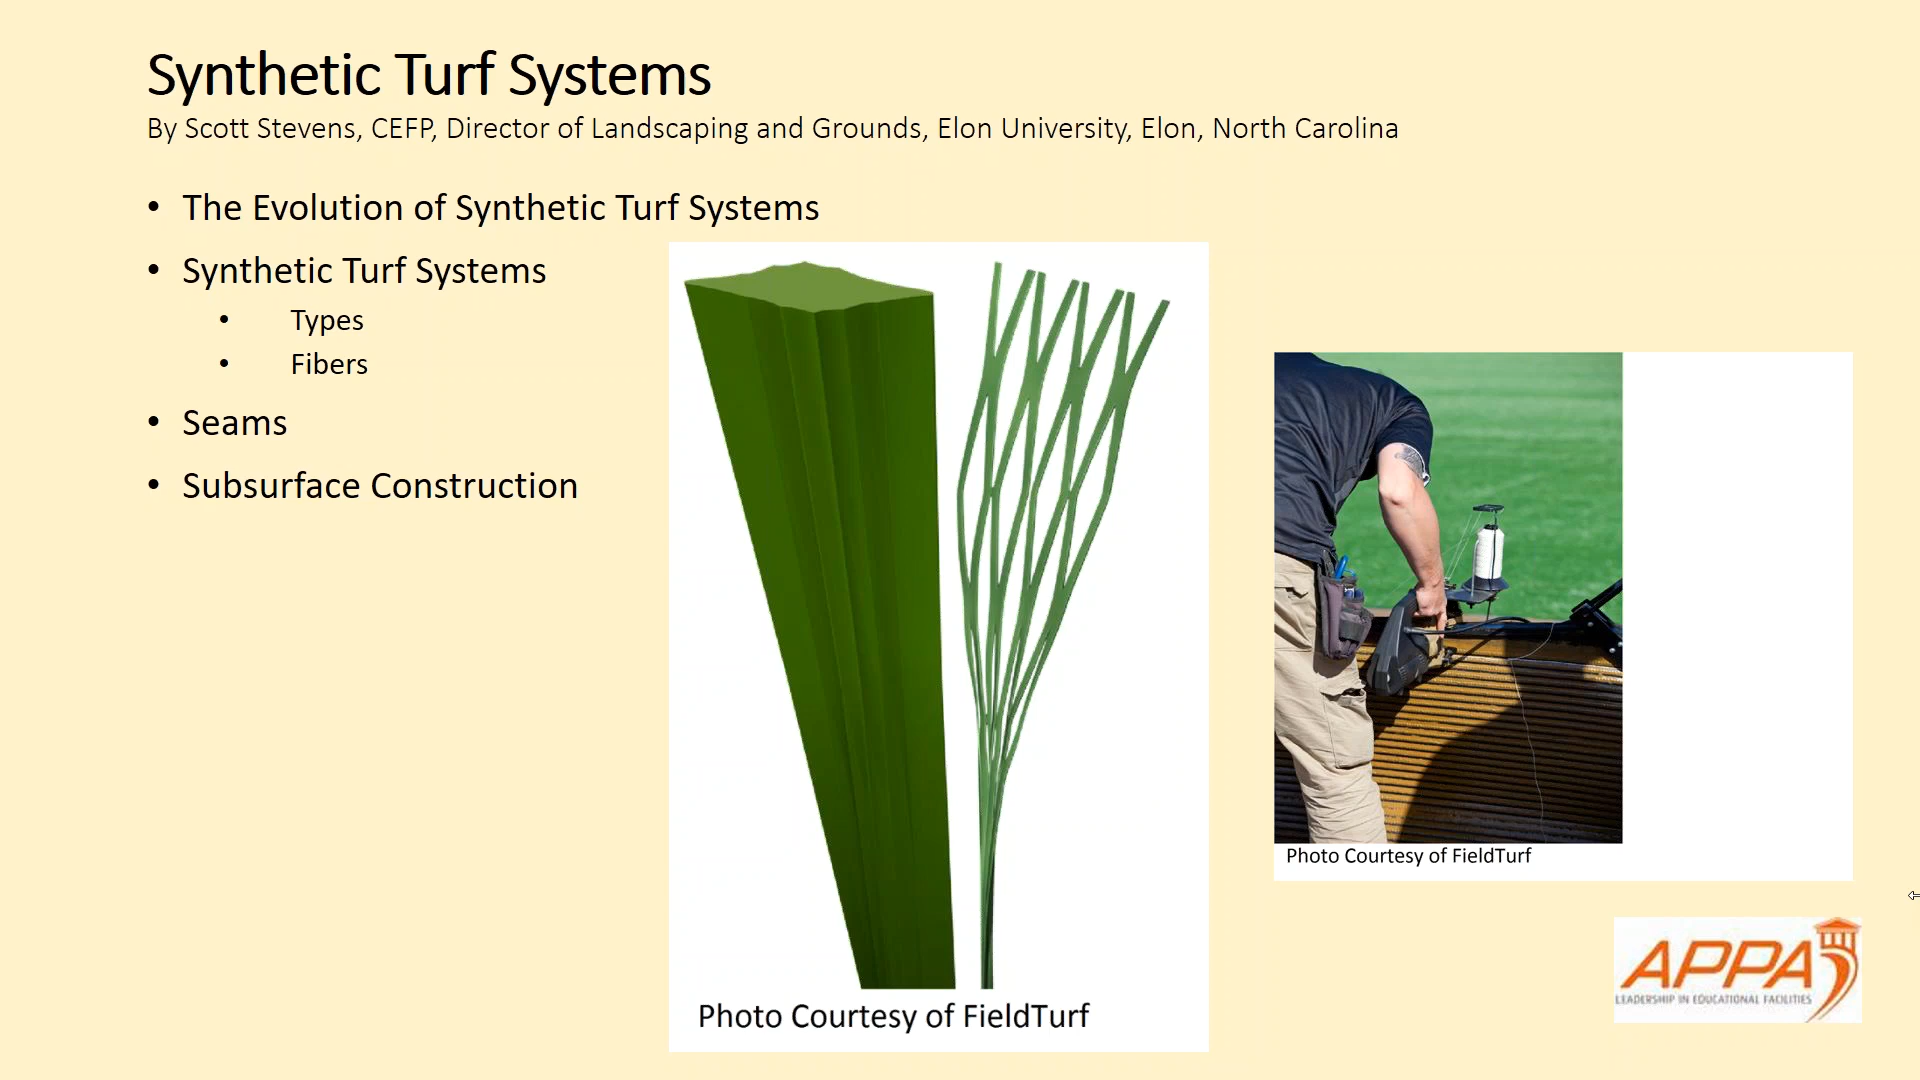 Synthetic Turf Systems
By Scott Stevens, CEFP, Director of Landscaping and Grounds, Elon University, Elon, North Carolina
• The Evolution of Synthetic Turf Systems
• Synthetic Turf Systems
• Types
• Fibers
• Seams
• Subsurface Construction
Photo Courtesy of FieldTurf
Photo Courtesy of FieldTurf
APPA
LEADERSHIP IN EDUCATIONAL FACILITIES